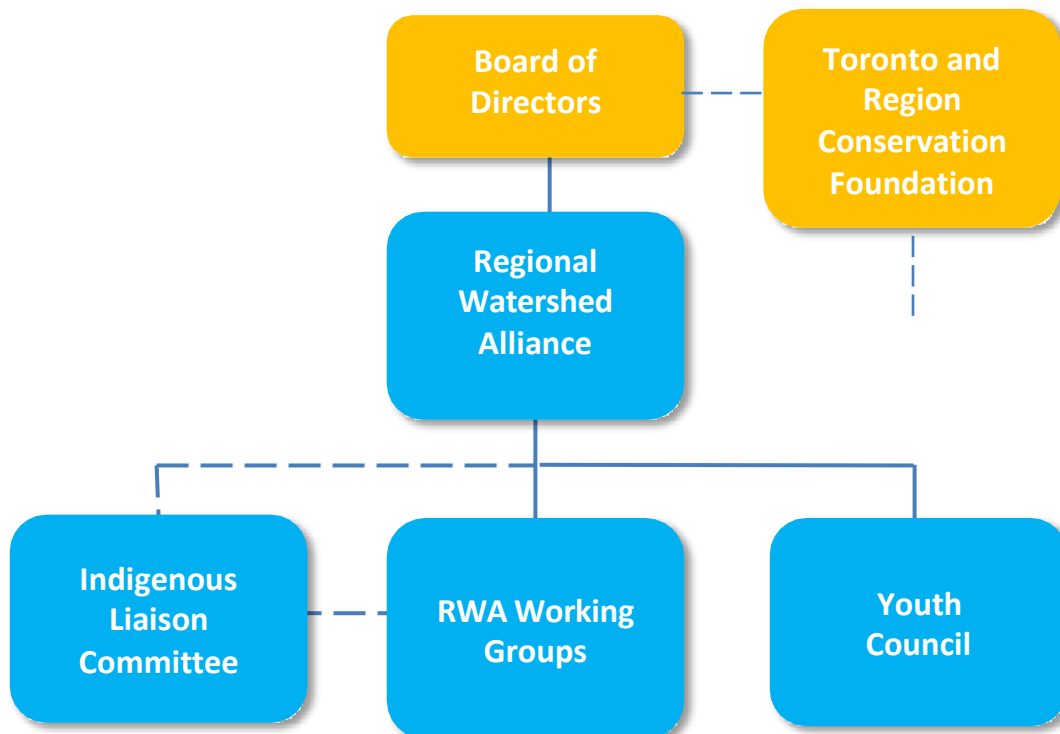 Board of
Directors
Toronto and
Region
Conservation
Foundation
Regional
Watershed
Alliance
Indigenous
Liaison
Committee
RWA Working
Groups
Youth
Council